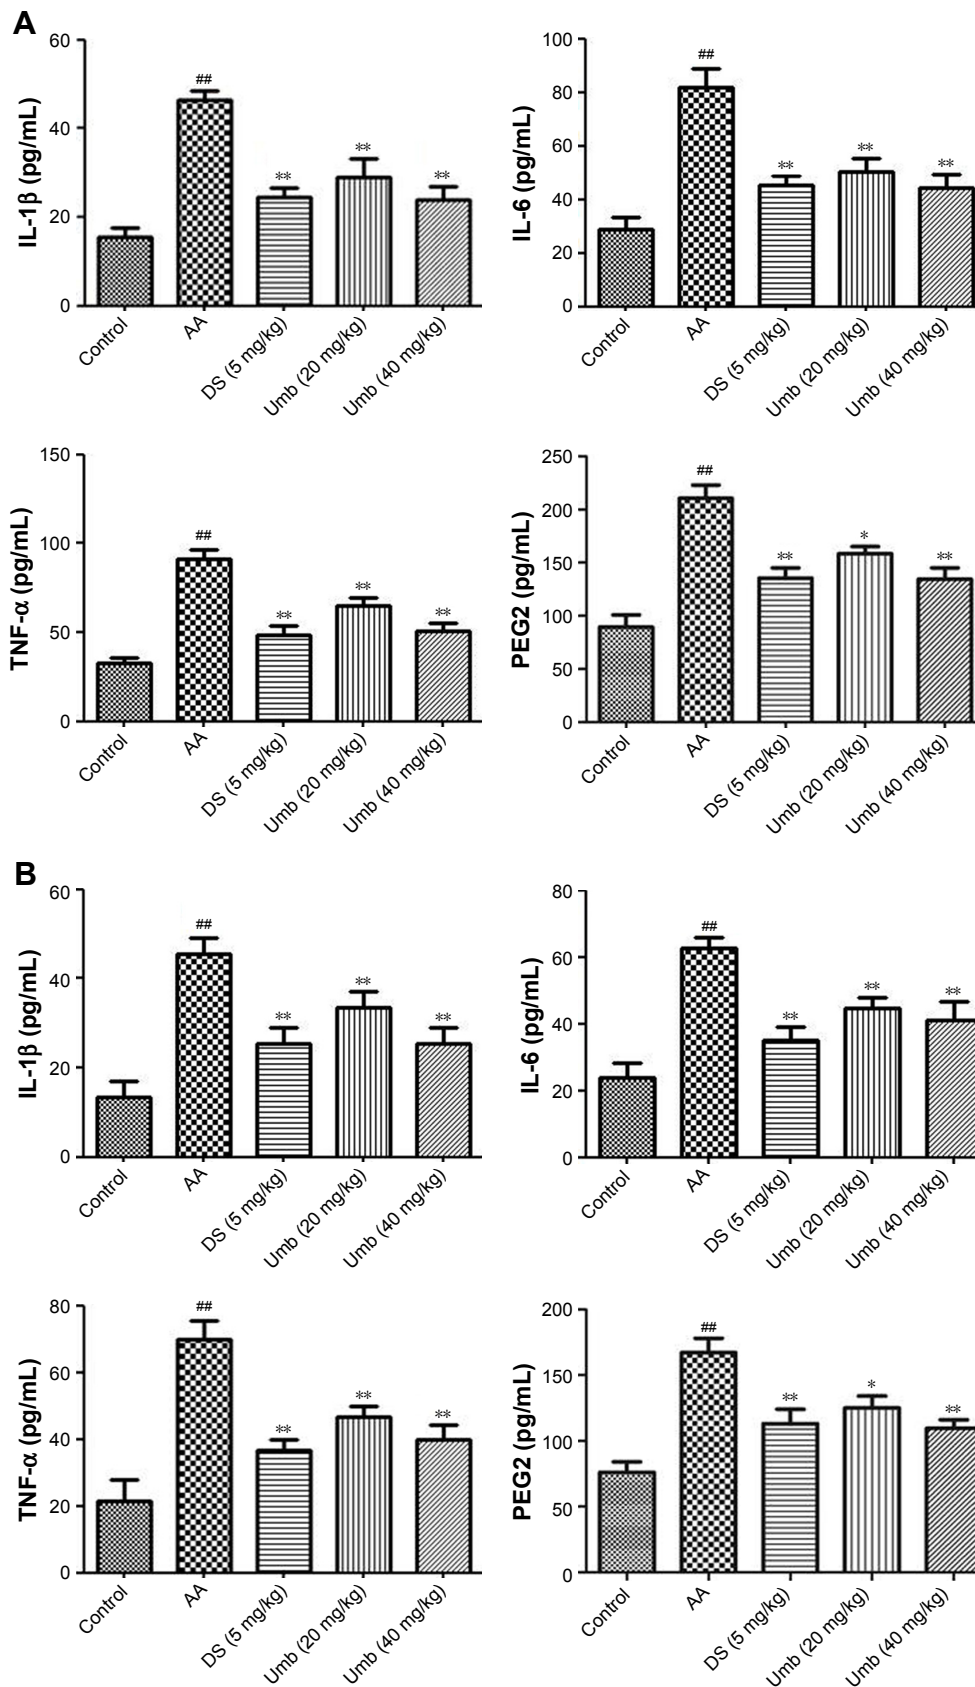 A
IL-1β (pg/mL)
60
40
20
0
##
**
**
**
Control
AA
DS (5 mg/kg)
Umb (20 mg/kg)
Umb (40 mg/kg)
IL-6 (pg/mL)
100
80
60
40
20
0
##
**
**
**
Control
AA
DS (5 mg/kg)
Umb (20 mg/kg)
Umb (40 mg/kg)
TNF-α (pg/mL)
150
100
50
0
##
**
**
**
Control
AA
DS (5 mg/kg)
Umb (20 mg/kg)
Umb (40 mg/kg)
PEG2 (pg/mL)
250
200
150
100
50
0
##
**
*
**
Control
AA
DS (5 mg/kg)
Umb (20 mg/kg)
Umb (40 mg/kg)
B
IL-1β (pg/mL)
60
40
20
0
##
**
**
**
Control
AA
DS (5 mg/kg)
Umb (20 mg/kg)
Umb (40 mg/kg)
IL-6 (pg/mL)
80
60
40
20
0
##
**
**
**
Control
AA
DS (5 mg/kg)
Umb (20 mg/kg)
Umb (40 mg/kg)
TNF-α (pg/mL)
80
60
40
20
0
##
**
**
**
Control
AA
DS (5 mg/kg)
Umb (20 mg/kg)
Umb (40 mg/kg)
PEG2 (pg/mL)
200
150
100
50
0
##
**
*
**
Control
AA
DS (5 mg/kg)
Umb (20 mg/kg)
Umb (40 mg/kg)